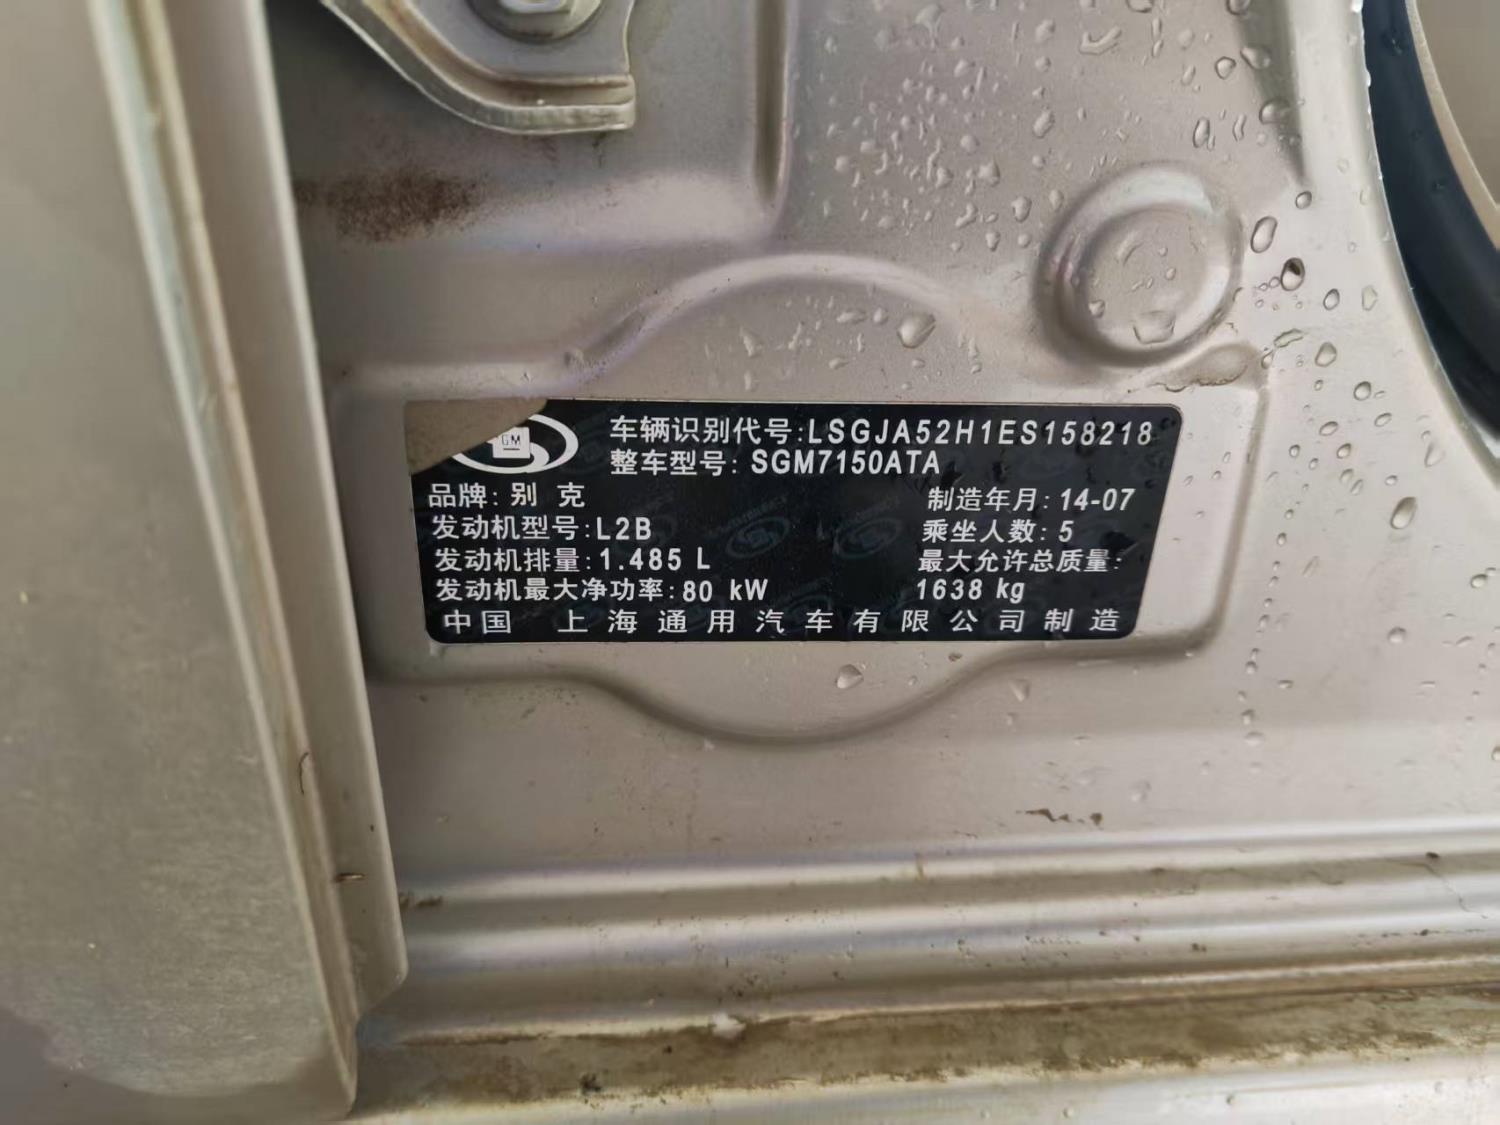 GM
车辆识别代号:LSGJA52H1ES158218
整车型号: SGM7150ATA
品牌: 别 克 制造年月: 14-07
发动机型号: L2B 乘坐人数: 5
发动机排量: 1.485 L 最大允许总质量:
发动机最大净功率: 80 kW 1638 kg
中国 上海通用汽车有限公司制造